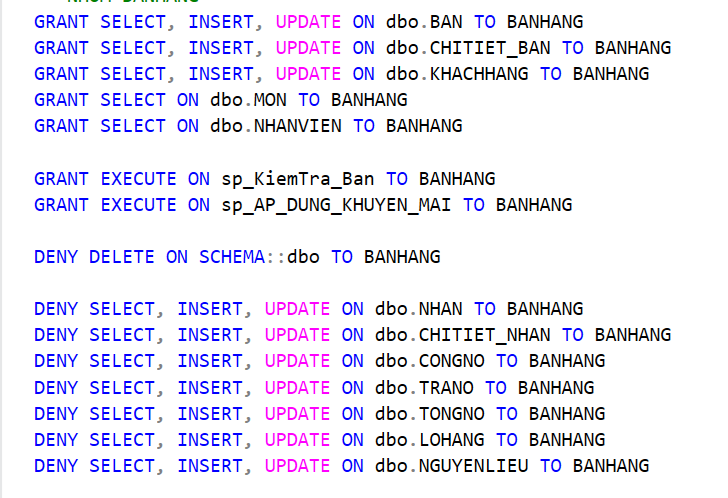 GRANT SELECT, INSERT, UPDATE ON dbo.BAN TO BANHANG
GRANT SELECT, INSERT, UPDATE ON dbo.CHITIET_BAN TO BANHANG
GRANT SELECT, INSERT, UPDATE ON dbo.KHACHHANG TO BANHANG
GRANT SELECT ON dbo.MON TO BANHANG
GRANT SELECT ON dbo.NHANVIEN TO BANHANG
GRANT EXECUTE ON sp_KiemTra_Ban TO BANHANG
GRANT EXECUTE ON sp_AP_DUNG_KHUYEN_MAI TO BANHANG
DENY DELETE ON SCHEMA::dbo TO BANHANG
DENY SELECT, INSERT, UPDATE ON dbo.NHAN TO BANHANG
DENY SELECT, INSERT, UPDATE ON dbo.CHITIET_NHAN TO BANHANG
DENY SELECT, INSERT, UPDATE ON dbo.CONGNO TO BANHANG
DENY SELECT, INSERT, UPDATE ON dbo.TRANO TO BANHANG
DENY SELECT, INSERT, UPDATE ON dbo.TONGNO TO BANHANG
DENY SELECT, INSERT, UPDATE ON dbo.LOHANG TO BANHANG
DENY SELECT, INSERT, UPDATE ON dbo.NGUYENLIEU TO BANHANG